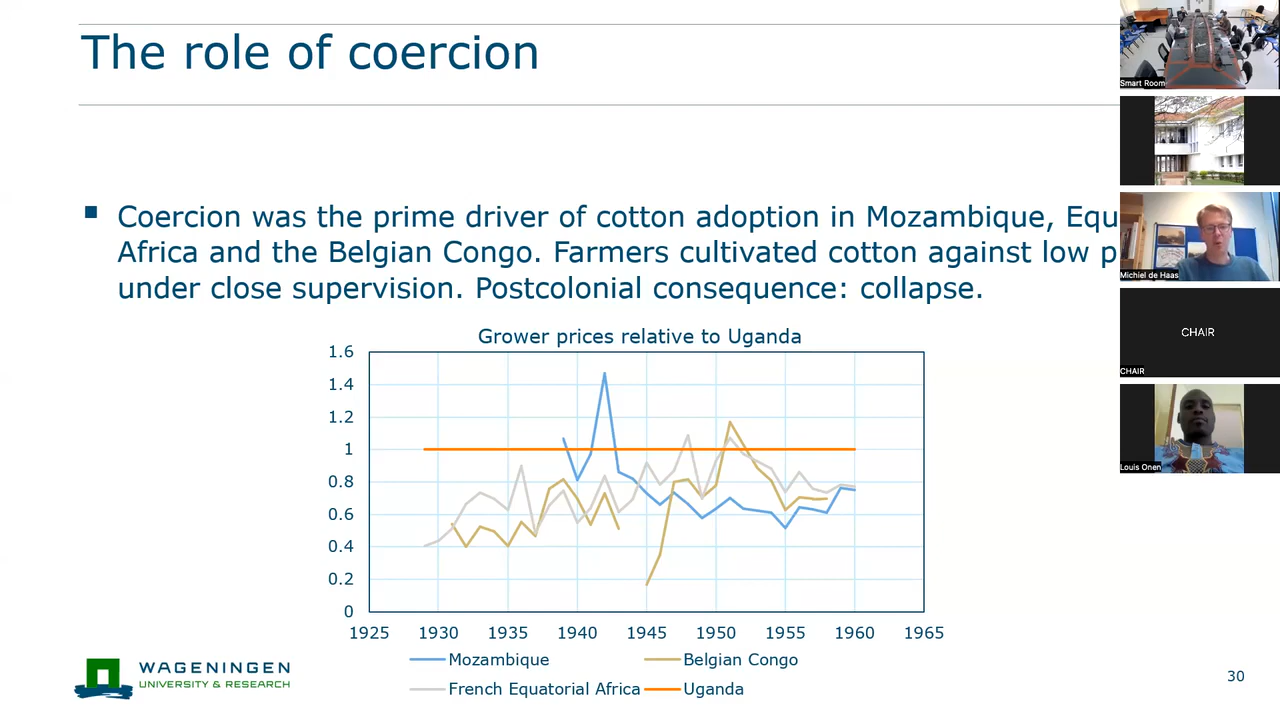 The role of coercion
Coercion was the prime driver of cotton adoption in Mozambique, Equ
Africa and the Belgian Congo. Farmers cultivated cotton against low p
under close supervision. Postcolonial consequence: collapse.
Grower prices relative to Uganda
1.6
1.4
1.2
1
0.8
0.6
0.4
0.2
0
1925 1930 1935 1940 1945 1950 1955 1960 1965
Mozambique Belgian Congo
French Equatorial Africa Uganda
WAGENINGEN
UNIVERSITY & RESEARCH
30
Smart Room
Michiel de Haas
CHAIR
CHAIR
Louis Onen